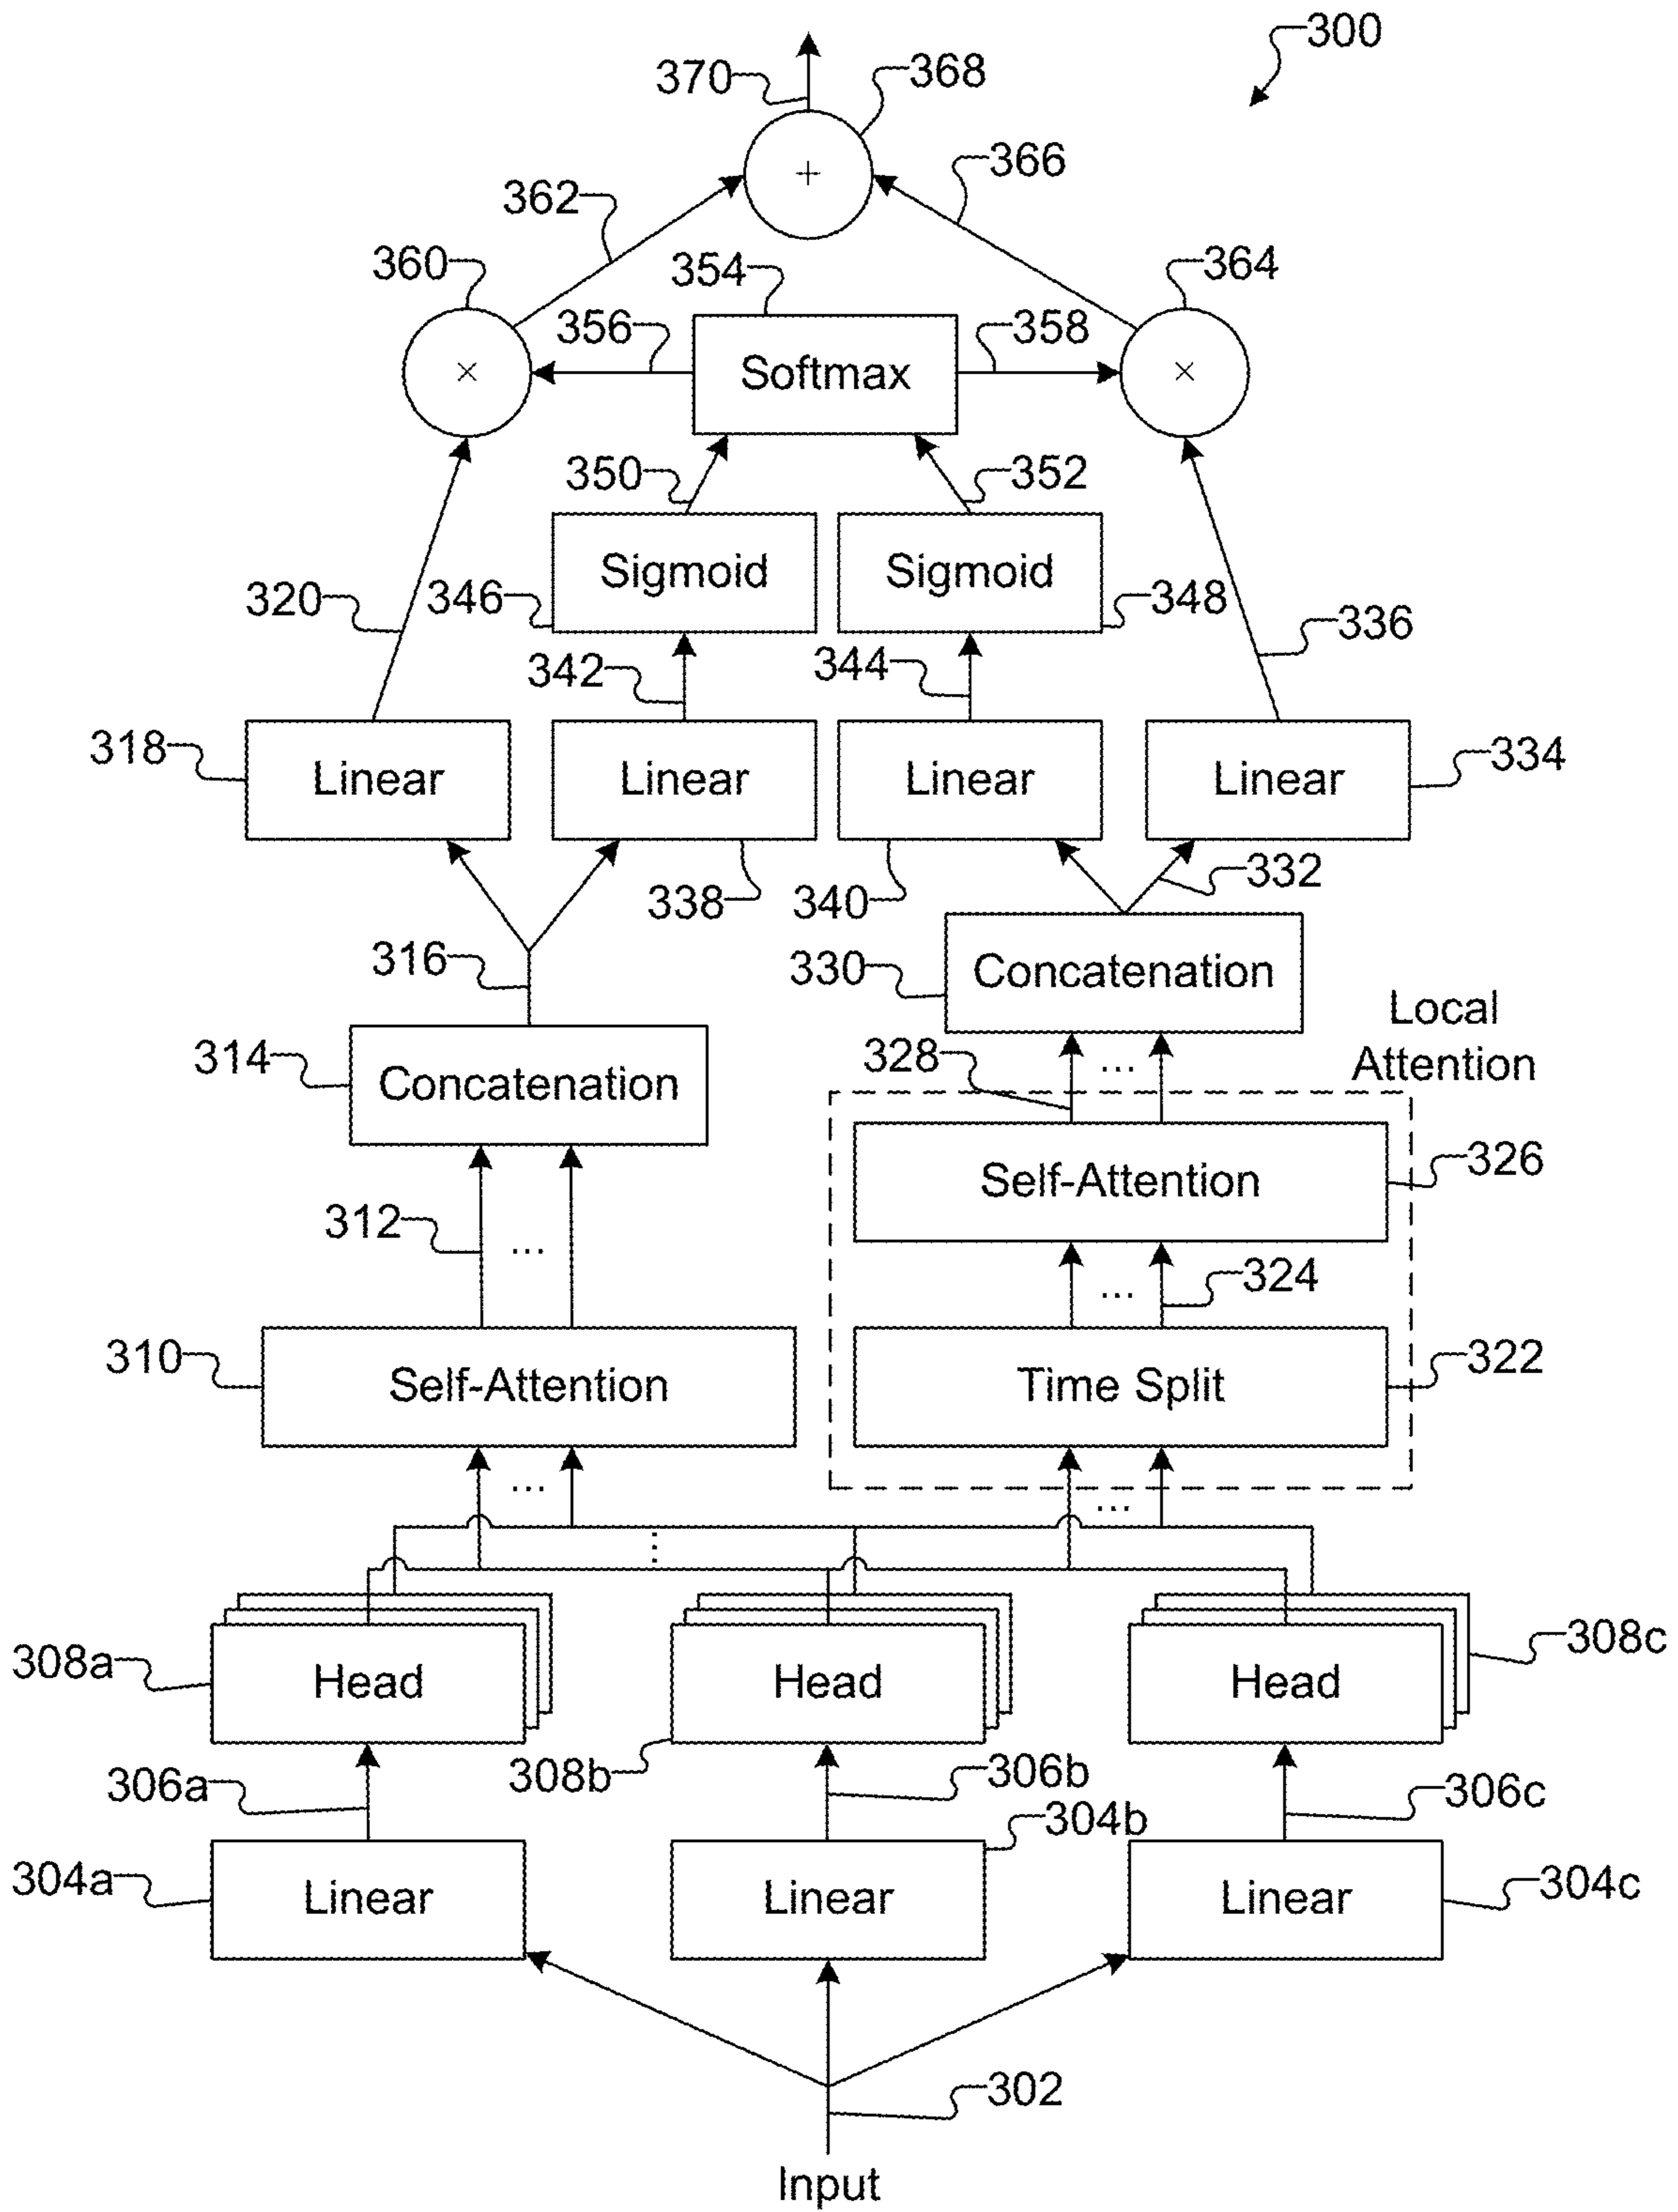 300
370
368
+
362
366
360
354
364
356
358
×
Softmax
×
350
352
Sigmoid
Sigmoid
320
346
348
336
342
344
318
Linear
Linear
Linear
Linear
334
338
340
332
316
330
Concatenation
Local
Attention
314
Concatenation
328
...
312
...
Self-Attention
326
...
324
310
Self-Attention
Time Split
322
...
...
...
308a
Head
Head
Head
308c
308b
306a
306b
306c
304b
304a
Linear
Linear
Linear
304c
302
Input